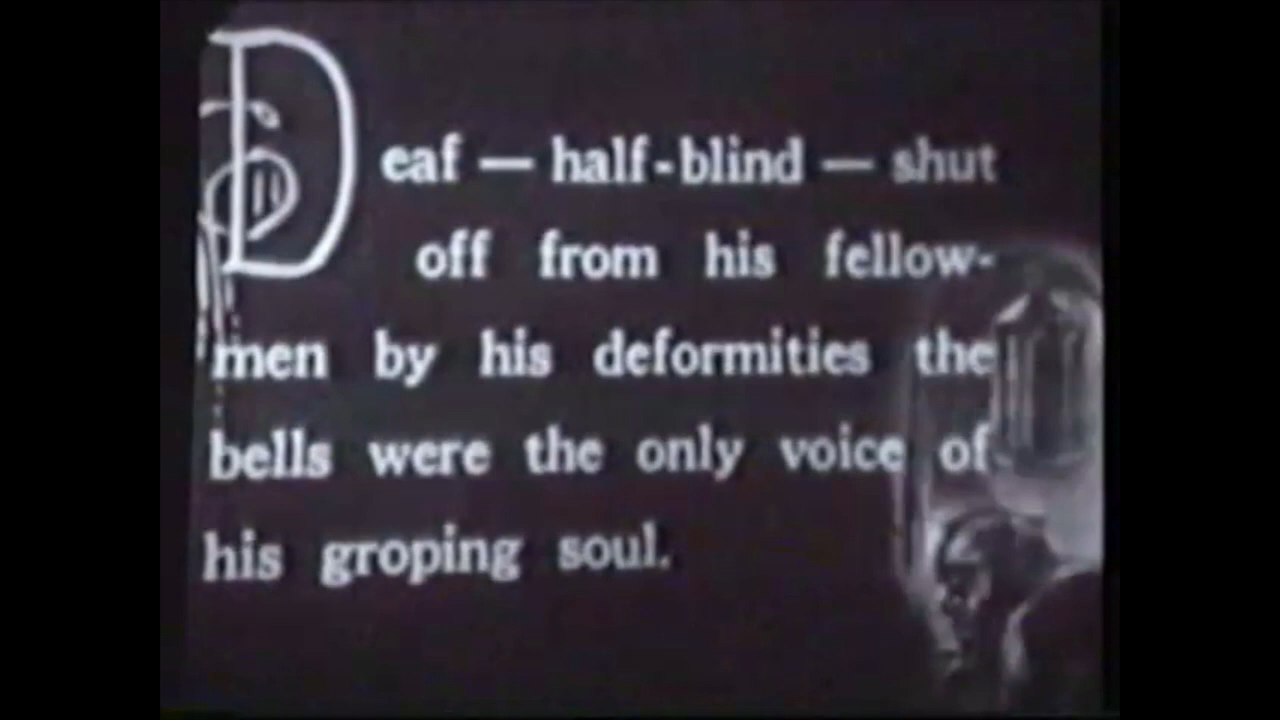 Deaf — half-blind — shut
off from his fellow-
men by his deformities the
bells were the only voice of
his groping soul.